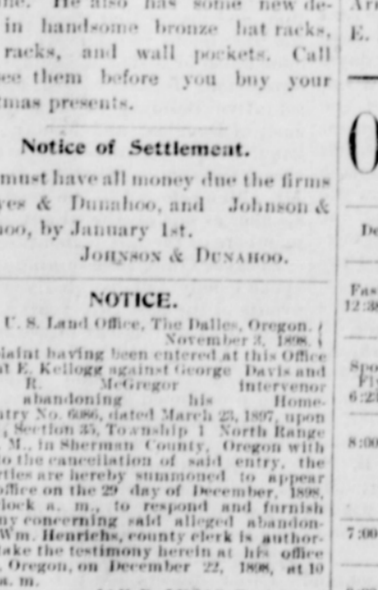 He also has some new de-
in handsome bronze hat racks,
racks, and wall pockets. Call
see them before you buy your
mas presents.
Notice of Settlement.
must have all money due the firms
es & Dunahoo, and Johnson &
hoo, by January 1st.
JOHNSON & DUNAHOO.
NOTICE.
U. S. Land Office, The Dalles, Oregon.
November 3, 1898.
laint having been entered at this Office
E. Kellogg against George Davis and
R. McGregor intervenor
abandoning his Home-
try No. 6086, dated March 23, 1897, upon
, Section 35, Township 1 North Range
M., in Sherman County, Oregon with
o the cancellation of said entry, the
rties are hereby summoned to appear
office on the 29 day of December, 1898,
lock a. m., to respond and furnish
ny concerning said alleged abandon-
Wm. Henrichs, county clerk is author-
ake the testimony herein at his office
Oregon, on December 22, 1898, at 10
a. m.
E.
O
De
Fas
12:3
Spo
Fl
6:2
8:00
7:00